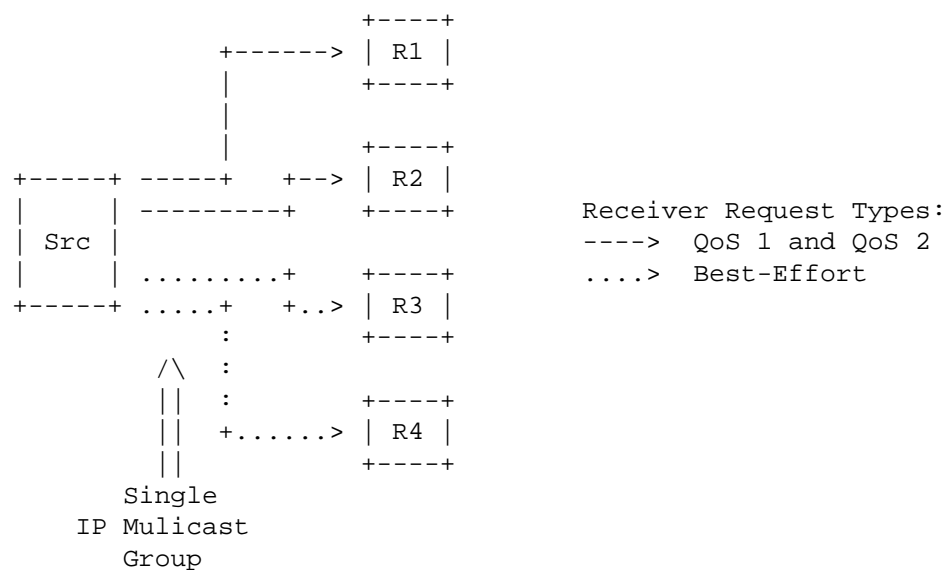 R1
R2
Receiver Request Types:
Src
----> QoS 1 and QoS 2
....> Best-Effort
R3
R4
Single
IP Mulicast
Group